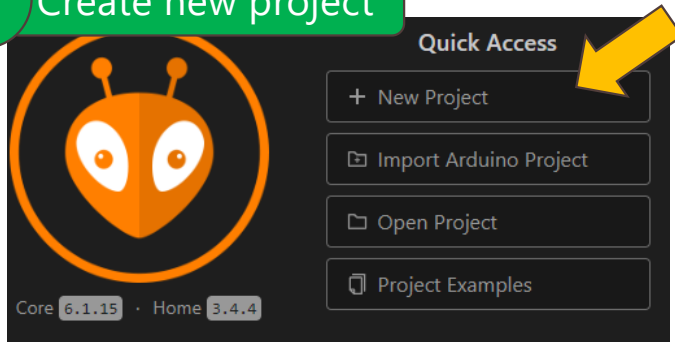 Create new project
Quick Access
+ New Project
Import Arduino Project
Open Project
Project Examples
Core 6.1.15 · Home 3.4.4